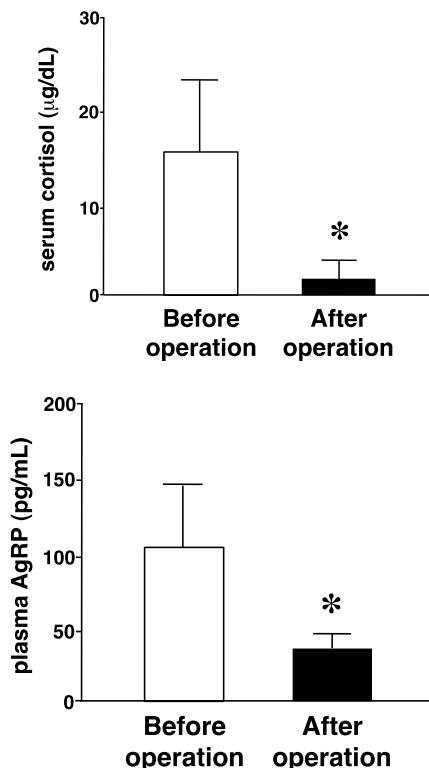 serum cortisol (μg/dL)
30
20
10
0
*
Before operation
After operation
plasma AgRP (pg/mL)
200
150
100
50
0
*
Before operation
After operation